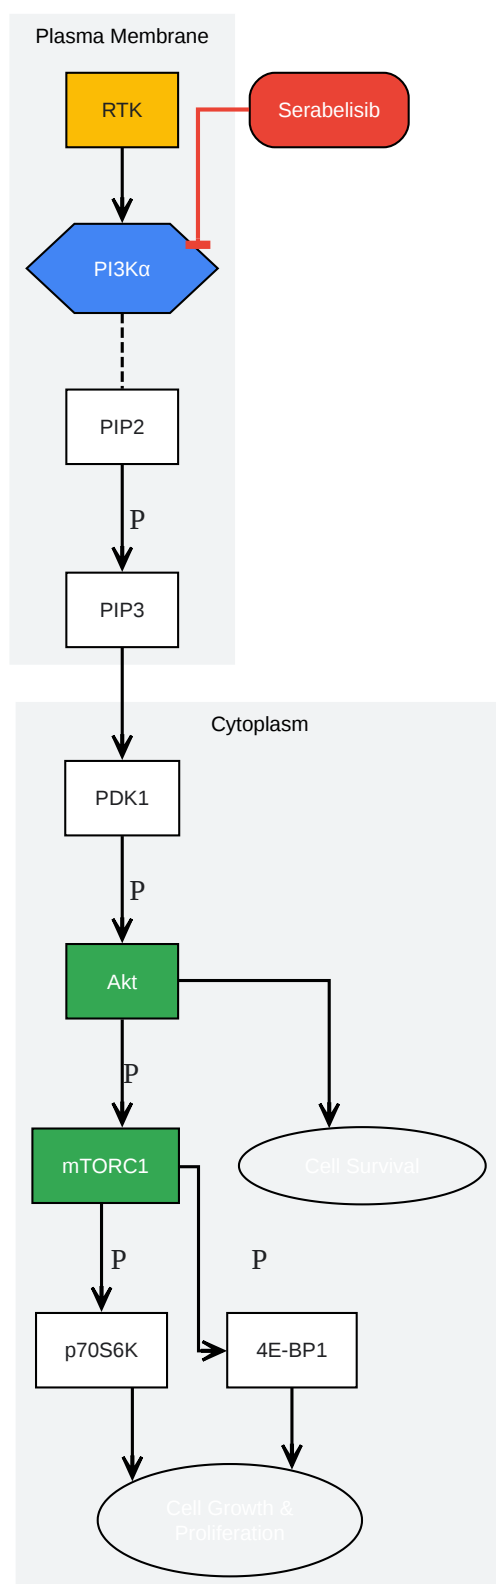 Plasma Membrane
RTK
Serabelisib
PI3Kα
PIP2
P
PIP3
Cytoplasm
PDK1
P
Akt
P
mTORC1
Cell Survival
P
P
p70S6K
4E-BP1
Cell Growth &
Proliferation